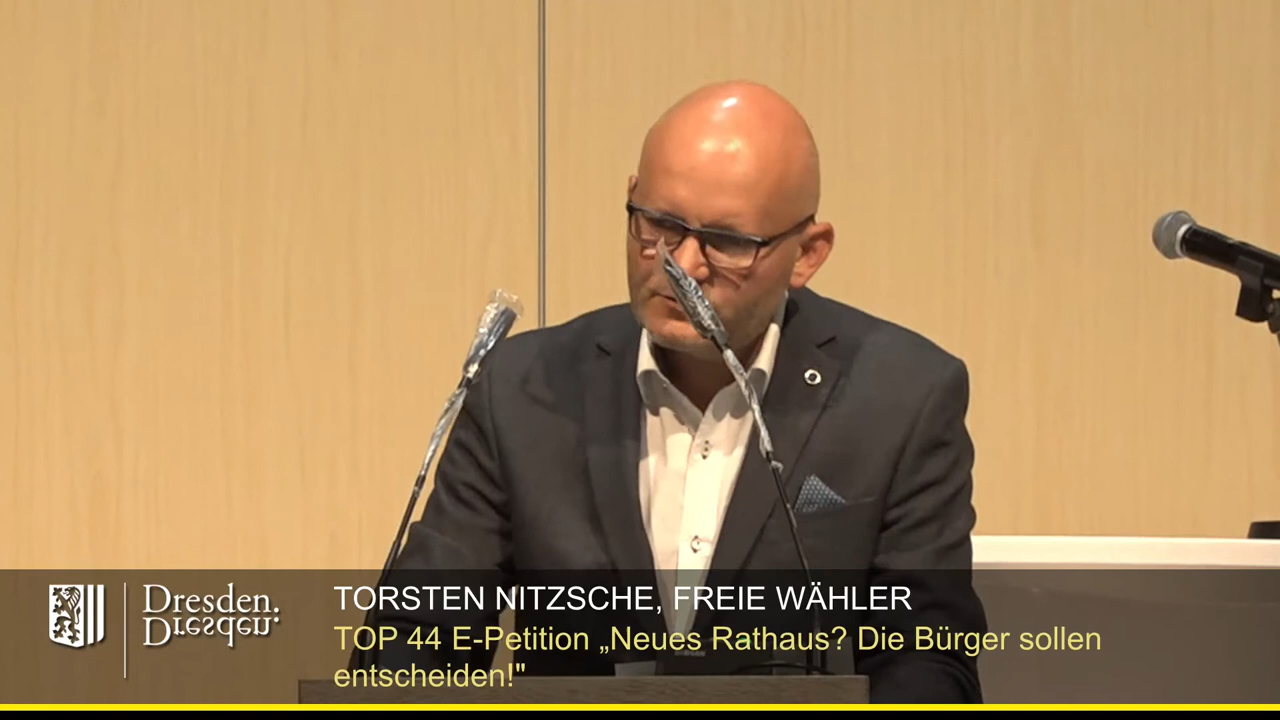 Dresden.
Dresden.
TORSTEN NITZSCHE, FREIE WÄHLER
TOP 44 E-Petition „Neues Rathaus? Die Bürger sollen
entscheiden!"